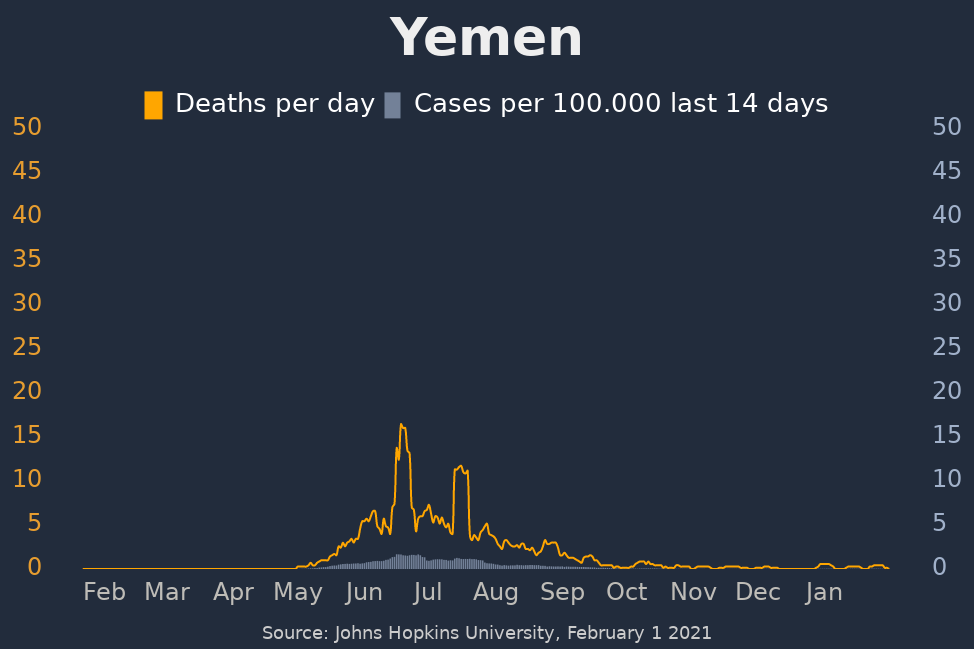 Yemen
Deaths per day Cases per 100.000 last 14 days
50 50
45 45
40 40
35 35
30 30
25 25
20 20
15 15
10 10
5 5
0 0
Feb Mar Apr May Jun Jul Aug Sep Oct Nov Dec Jan
Source: Johns Hopkins University, February 1 2021